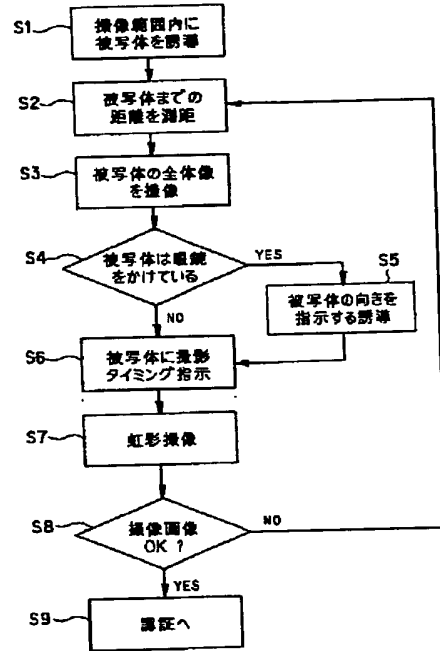 S1
撮像範囲内に
被写体を誘導
S2
被写体までの
距離を測距
S3
被写体の全体像
を撮像
S4
被写体は眼鏡
をかけている
YES
S5
被写体の向きを
指示する誘導
NO
S6
被写体に撮影
タイミング指示
S7
虹彩撮像
S8
撮像画像
OK ?
NO
YES
S9
認証へ